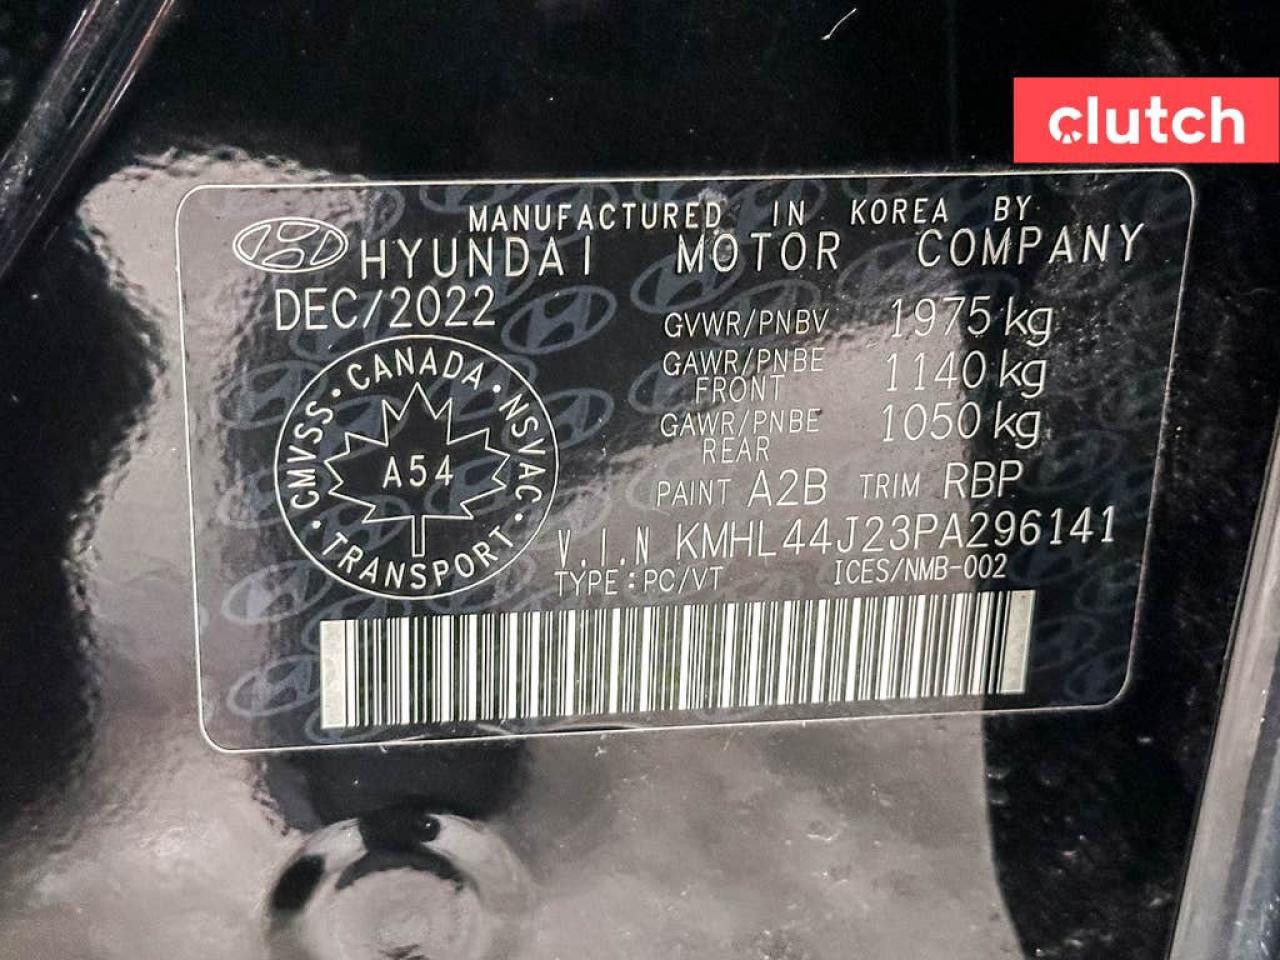 clutch
MANUFACTURED IN KOREA BY
HYUNDAI MOTOR COMPANY
DEC/2022
GVWR/PNBV 1975 kg
GAWR/PNBE FRONT 1140 kg
GAWR/PNBE REAR 1050 kg
PAINT A2B TRIM RBP
V.I.N KMHL44J23PA296141
TYPE : PC/VT ICES/NMB-002
CANADA · NSVAC · TRANSPORT · CMVSS ·
A54